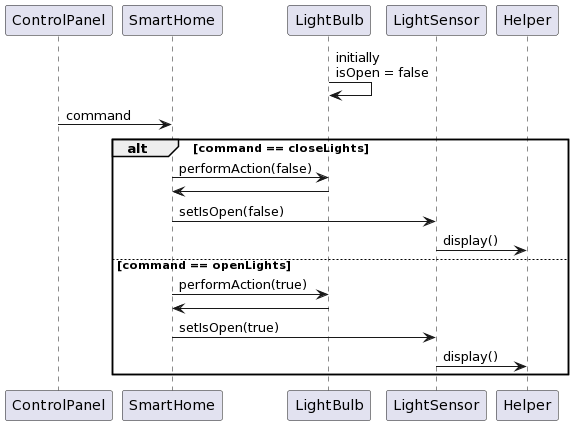 ControlPanel SmartHome LightBulb LightSensor Helper
initially
isOpen = false
command
alt [command == closeLights]
performAction(false)
setIsOpen(false)
display()
[command == openLights]
performAction(true)
setIsOpen(true)
display()
ControlPanel SmartHome LightBulb LightSensor Helper